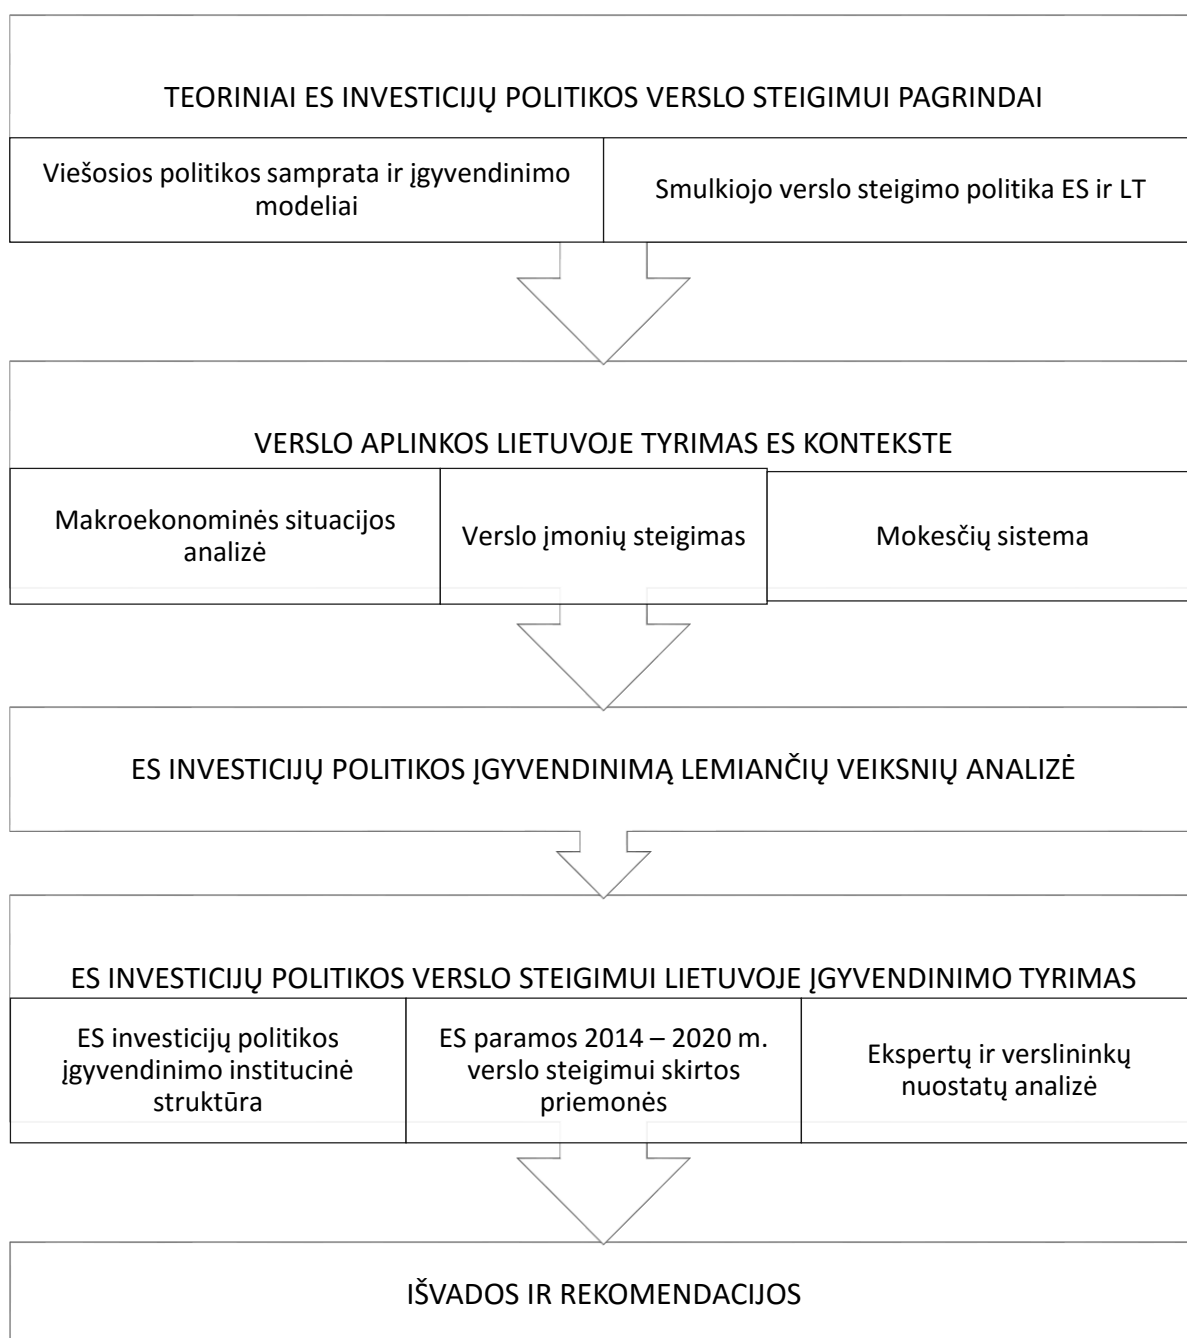 TEORINIAI ES INVESTICIJŲ POLITIKOS VERSLO STEIGIMUI PAGRINDAI
Viešosios politikos samprata ir įgyvendinimo
modeliai
Smulkiojo verslo steigimo politika ES ir LT
VERSLO APLINKOS LIETUVOJE TYRIMAS ES KONTEKSTE
Makroekonominės situacijos
analizė
Verslo įmonių steigimas
Mokesčių sistema
ES INVESTICIJŲ POLITIKOS ĮGYVENDINIMĄ LEMIANČIŲ VEIKSNIŲ ANALIZĖ
ES INVESTICIJŲ POLITIKOS VERSLO STEIGIMUI LIETUVOJE ĮGYVENDINIMO TYRIMAS
ES investicijų politikos
įgyvendinimo institucinė
struktūra
ES paramos 2014 – 2020 m.
verslo steigimui skirtos
priemonės
Ekspertų ir verslininkų
nuostatų analizė
IŠVADOS IR REKOMENDACIJOS